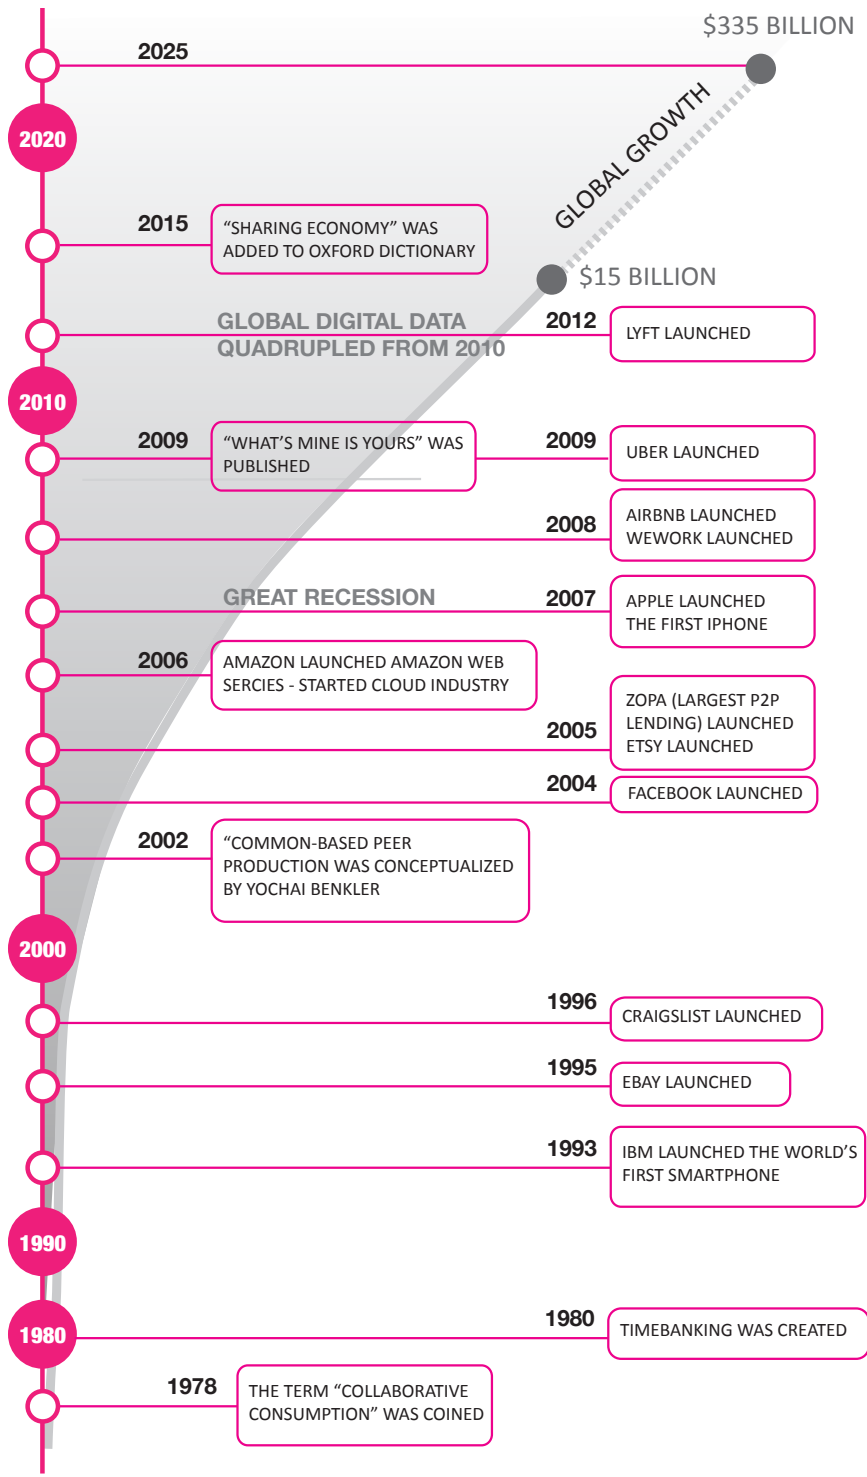 $335 BILLION
2025
GLOBAL GROWTH
2020
2015
“SHARING ECONOMY” WAS
ADDED TO OXFORD DICTIONARY
$15 BILLION
GLOBAL DIGITAL DATA
QUADRUPLED FROM 2010
2012
LYFT LAUNCHED
2010
2009
“WHAT’S MINE IS YOURS” WAS
PUBLISHED
2009
UBER LAUNCHED
2008
AIRBNB LAUNCHED
WEWORK LAUNCHED
GREAT RECESSION
2007
APPLE LAUNCHED
THE FIRST IPHONE
2006
AMAZON LAUNCHED AMAZON WEB
SERCIES - STARTED CLOUD INDUSTRY
2005
ZOPA (LARGEST P2P
LENDING) LAUNCHED
ETSY LAUNCHED
2004
FACEBOOK LAUNCHED
2002
“COMMON-BASED PEER
PRODUCTION WAS CONCEPTUALIZED
BY YOCHAI BENKLER
2000
1996
CRAIGSLIST LAUNCHED
1995
EBAY LAUNCHED
1993
IBM LAUNCHED THE WORLD’S
FIRST SMARTPHONE
1990
1980
1980
TIMEBANKING WAS CREATED
1978
THE TERM “COLLABORATIVE
CONSUMPTION” WAS COINED